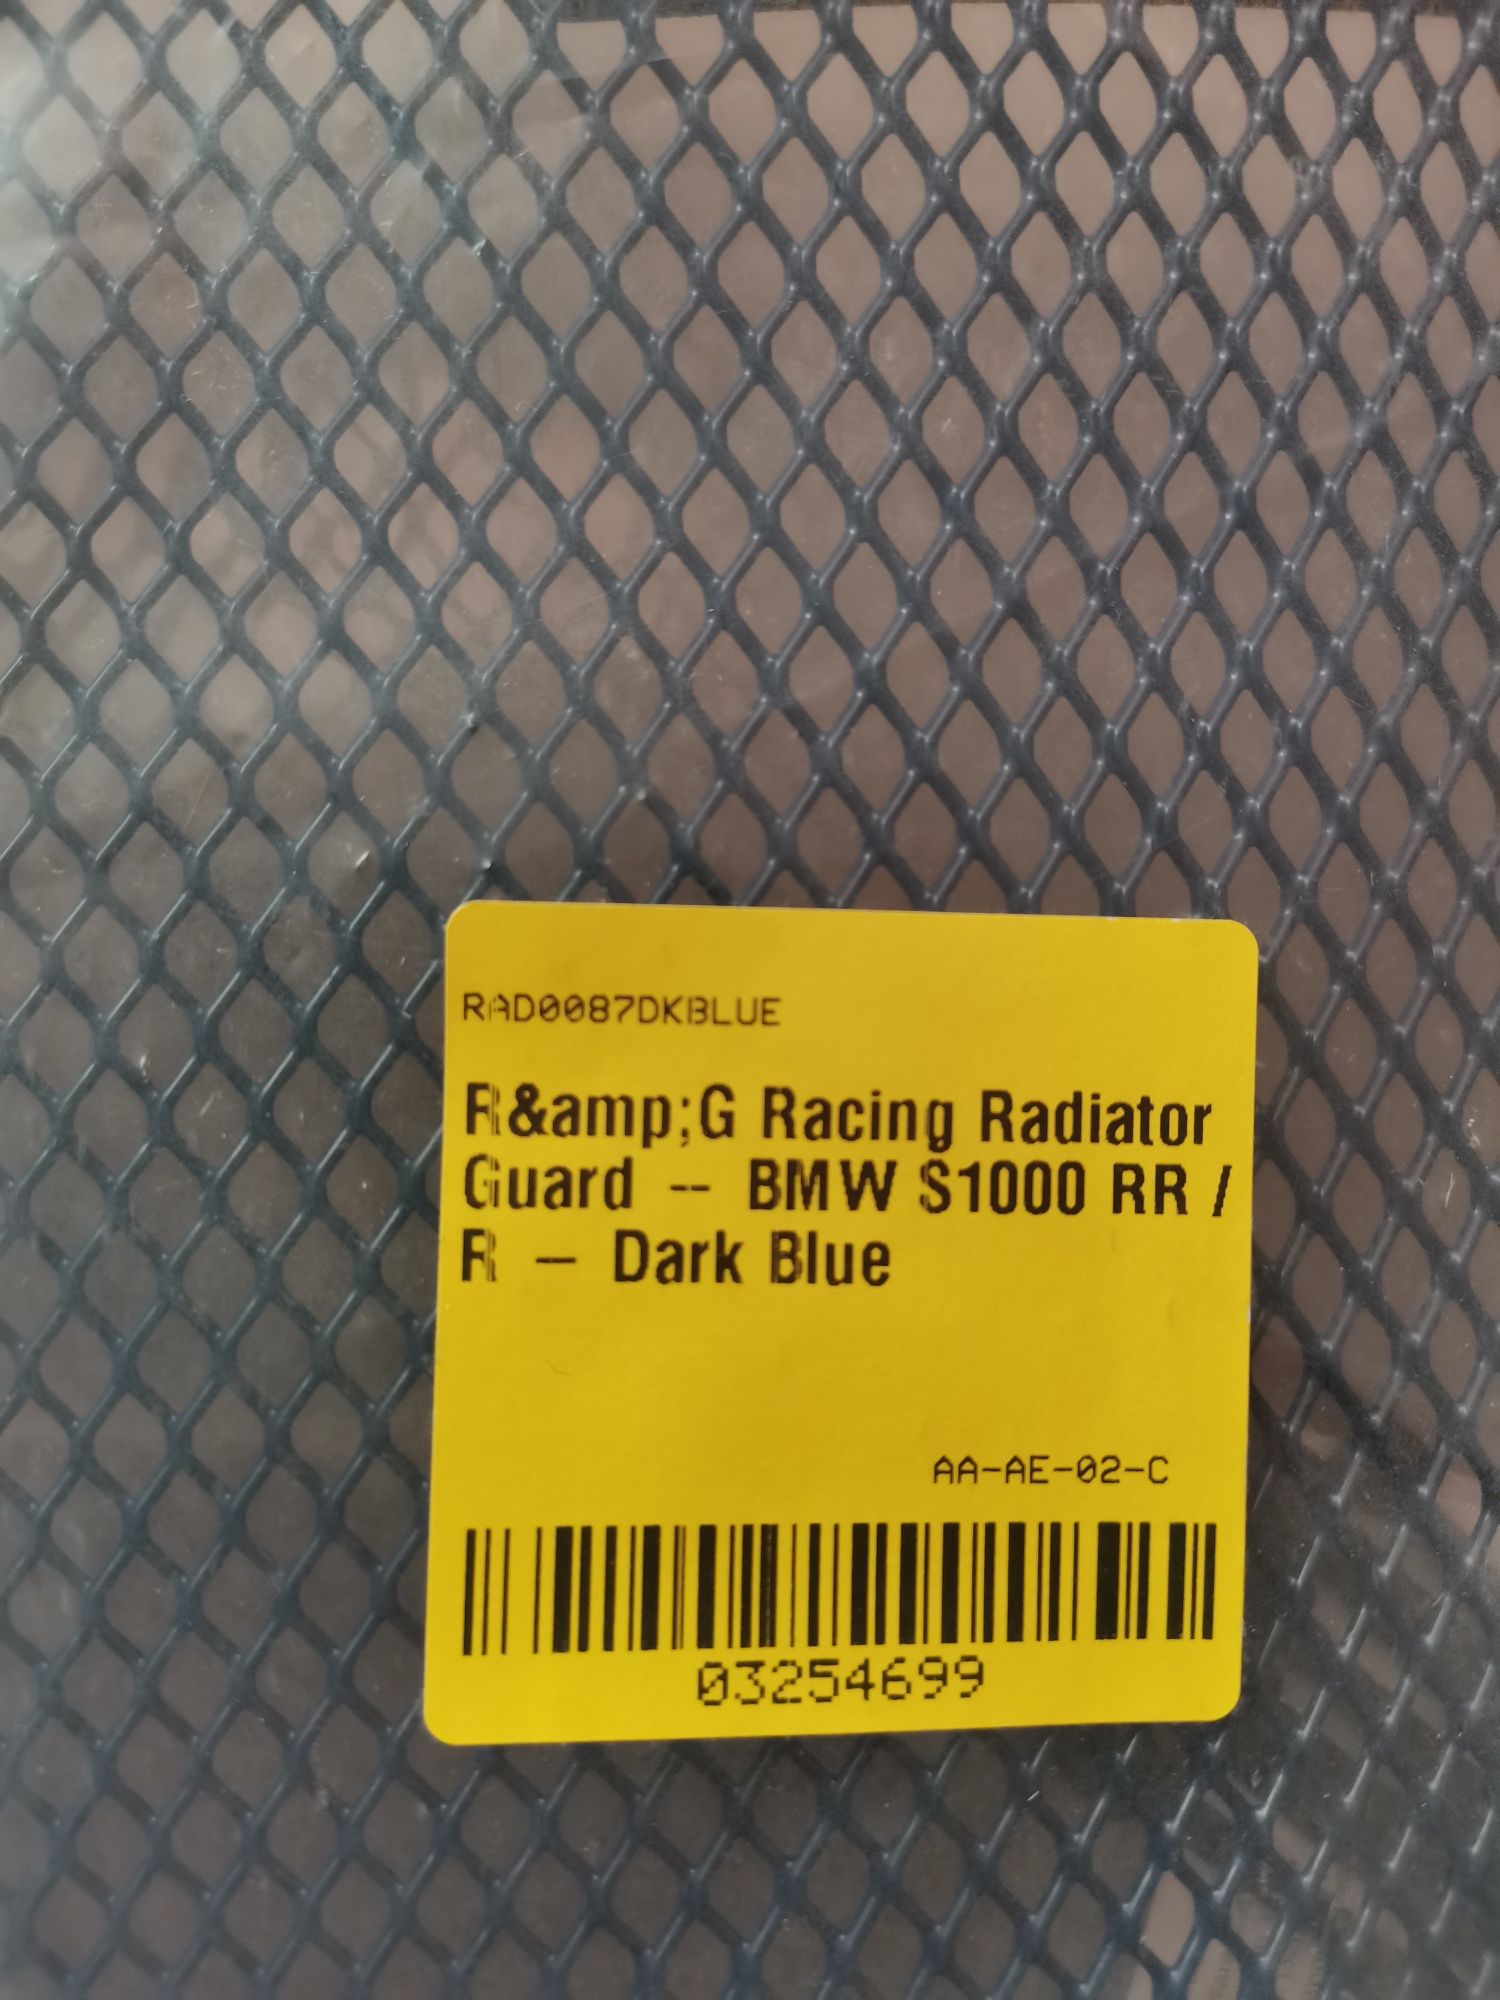 RAD0087DKBLUE
R&amp;G Racing Radiator
Guard -- BMW S1000 RR /
R – Dark Blue
AA-AE-02-C
03254699